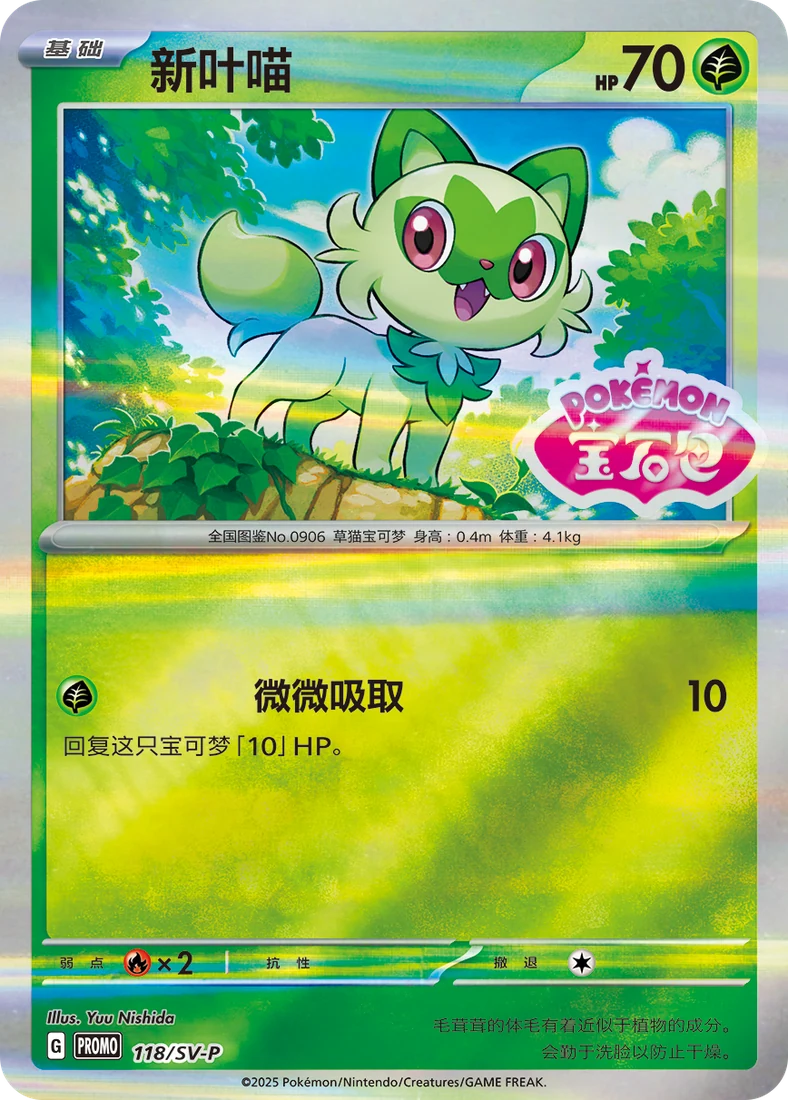 基础
新叶喵
HP70
POKÉMON
宝石包
全国图鉴No.0906 草猫宝可梦 身高：0.4m 体重：4.1kg
微微吸取 10
回复这只宝可梦「10」HP。
弱点 ×2 抗性 撤退
Illus. Yuu Nishida
毛茸茸的体毛有着近似于植物的成分。
会勤于洗脸以防止干燥。
G PROMO 118/SV-P
©2025 Pokémon/Nintendo/Creatures/GAME FREAK.